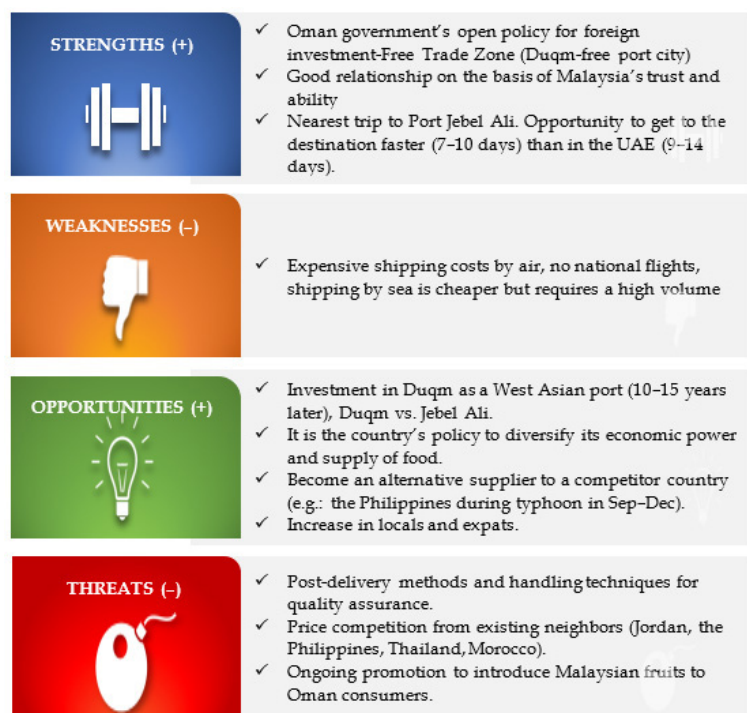 STRENGTHS (+)
✓ Oman government's open policy for foreign
investment-Free Trade Zone (Duqm-free port city)
✓ Good relationship on the basis of Malaysia's trust and
ability
✓ Nearest trip to Port Jebel Ali. Opportunity to get to the
destination faster (7–10 days) than in the UAE (9–14
days).
WEAKNESSES (–)
✓ Expensive shipping costs by air, no national flights,
shipping by sea is cheaper but requires a high volume
OPPORTUNITIES (+)
✓ Investment in Duqm as a West Asian port (10–15 years
later), Duqm vs. Jebel Ali.
✓ It is the country's policy to diversify its economic power
and supply of food.
✓ Become an alternative supplier to a competitor country
(e.g.: the Philippines during typhoon in Sep–Dec).
✓ Increase in locals and expats.
THREATS (–)
✓ Post-delivery methods and handling techniques for
quality assurance.
✓ Price competition from existing neighbors (Jordan, the
Philippines, Thailand, Morocco).
✓ Ongoing promotion to introduce Malaysian fruits to
Oman consumers.